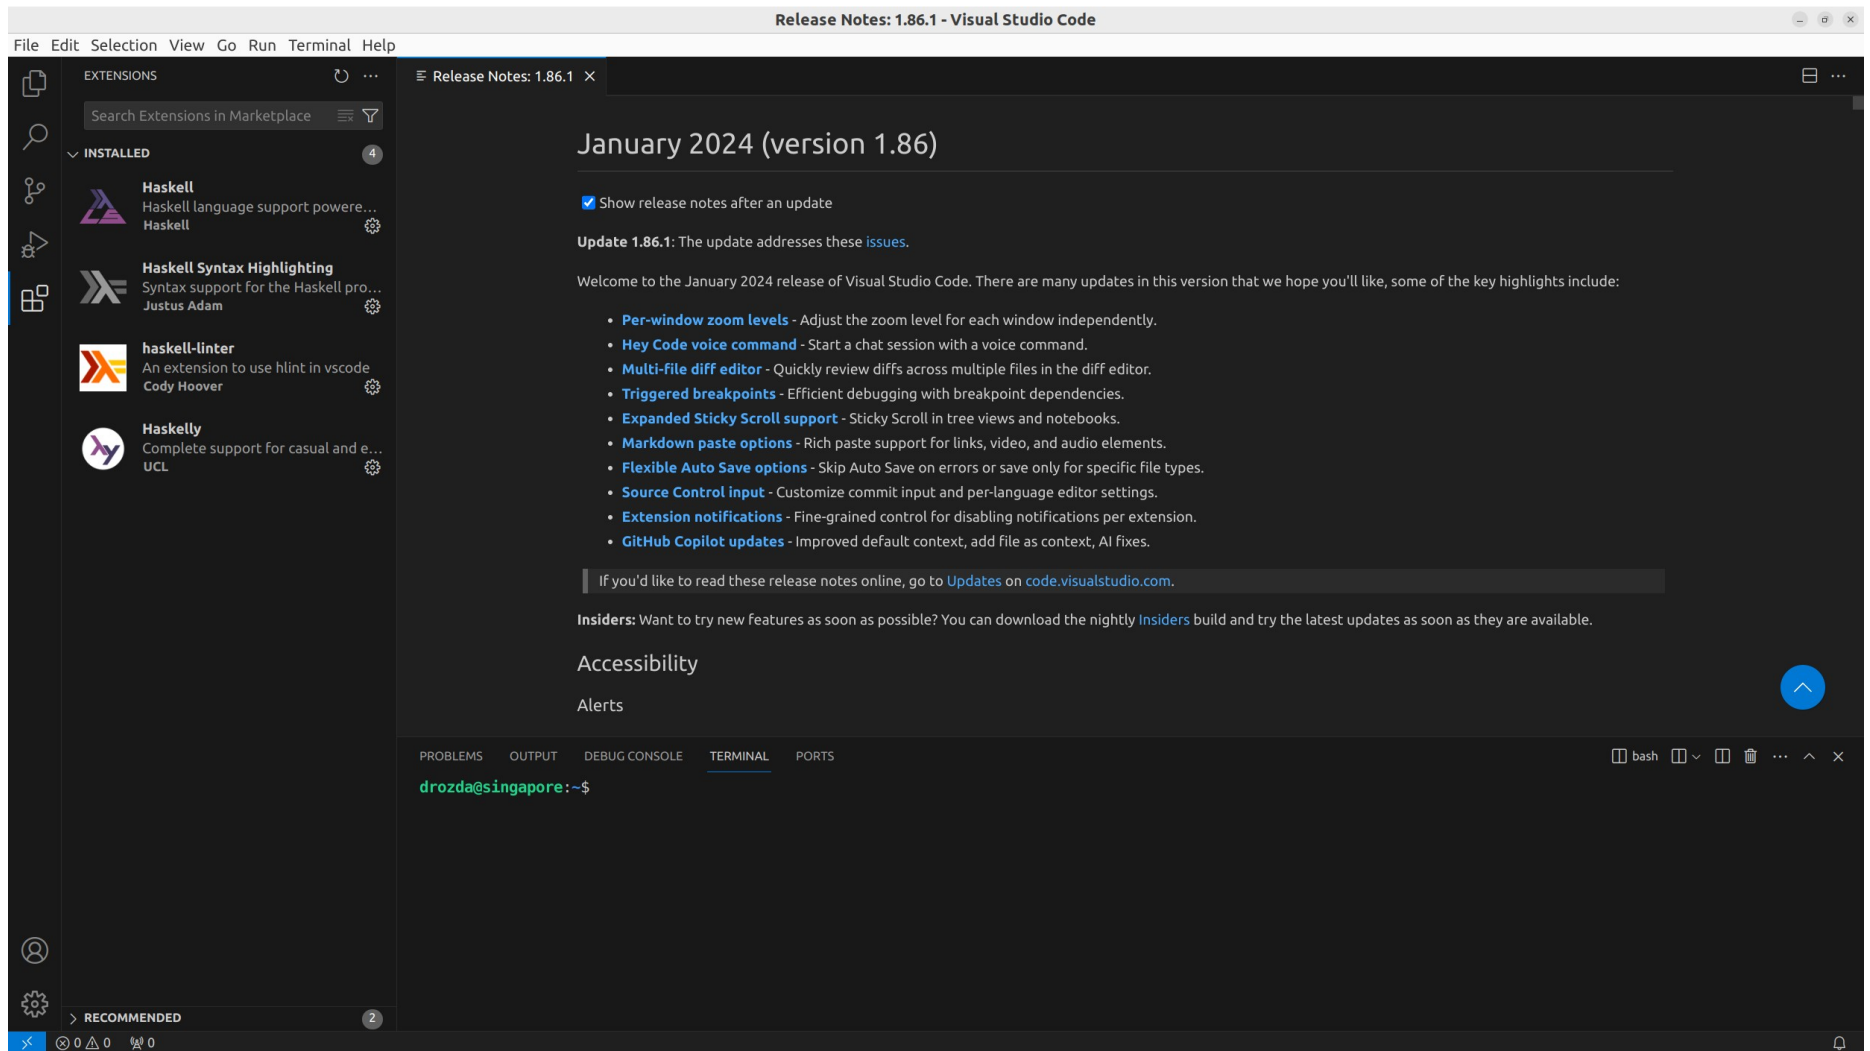 Release Notes: 1.86.1 - Visual Studio Code
File Edit Selection View Go Run Terminal Help
EXTENSIONS
Release Notes: 1.86.1
Search Extensions in Marketplace
INSTALLED 4
Haskell
Haskell language support powere...
Haskell
Haskell Syntax Highlighting
Syntax support for the Haskell pro...
Justus Adam
haskell-linter
An extension to use hlint in vscode
Cody Hoover
Haskelly
Complete support for casual and e...
UCL
RECOMMENDED 2
January 2024 (version 1.86)
Show release notes after an update
Update 1.86.1: The update addresses these issues.
Welcome to the January 2024 release of Visual Studio Code. There are many updates in this version that we hope you'll like, some of the key highlights include:
• Per-window zoom levels - Adjust the zoom level for each window independently.
• Hey Code voice command - Start a chat session with a voice command.
• Multi-file diff editor - Quickly review diffs across multiple files in the diff editor.
• Triggered breakpoints - Efficient debugging with breakpoint dependencies.
• Expanded Sticky Scroll support - Sticky Scroll in tree views and notebooks.
• Markdown paste options - Rich paste support for links, video, and audio elements.
• Flexible Auto Save options - Skip Auto Save on errors or save only for specific file types.
• Source Control input - Customize commit input and per-language editor settings.
• Extension notifications - Fine-grained control for disabling notifications per extension.
• GitHub Copilot updates - Improved default context, add file as context, AI fixes.
If you'd like to read these release notes online, go to Updates on code.visualstudio.com.
Insiders: Want to try new features as soon as possible? You can download the nightly Insiders build and try the latest updates as soon as they are available.
Accessibility
Alerts
PROBLEMS OUTPUT DEBUG CONSOLE TERMINAL PORTS
bash
drozda@singapore:~$
0 0 0